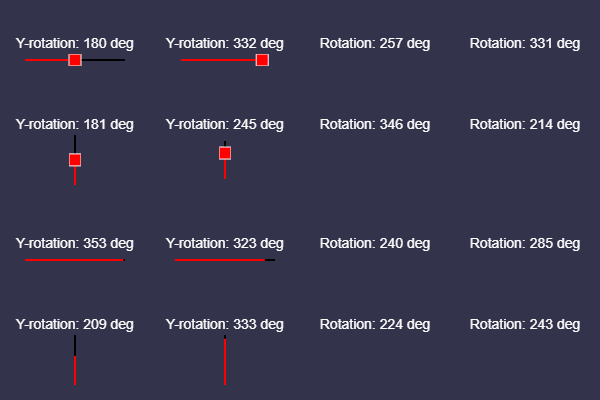 Y-rotation: 180 deg
Y-rotation: 332 deg
Rotation: 257 deg
Rotation: 331 deg
Y-rotation: 181 deg
Y-rotation: 245 deg
Rotation: 346 deg
Rotation: 214 deg
Y-rotation: 353 deg
Y-rotation: 323 deg
Rotation: 240 deg
Rotation: 285 deg
Y-rotation: 209 deg
Y-rotation: 333 deg
Rotation: 224 deg
Rotation: 243 deg